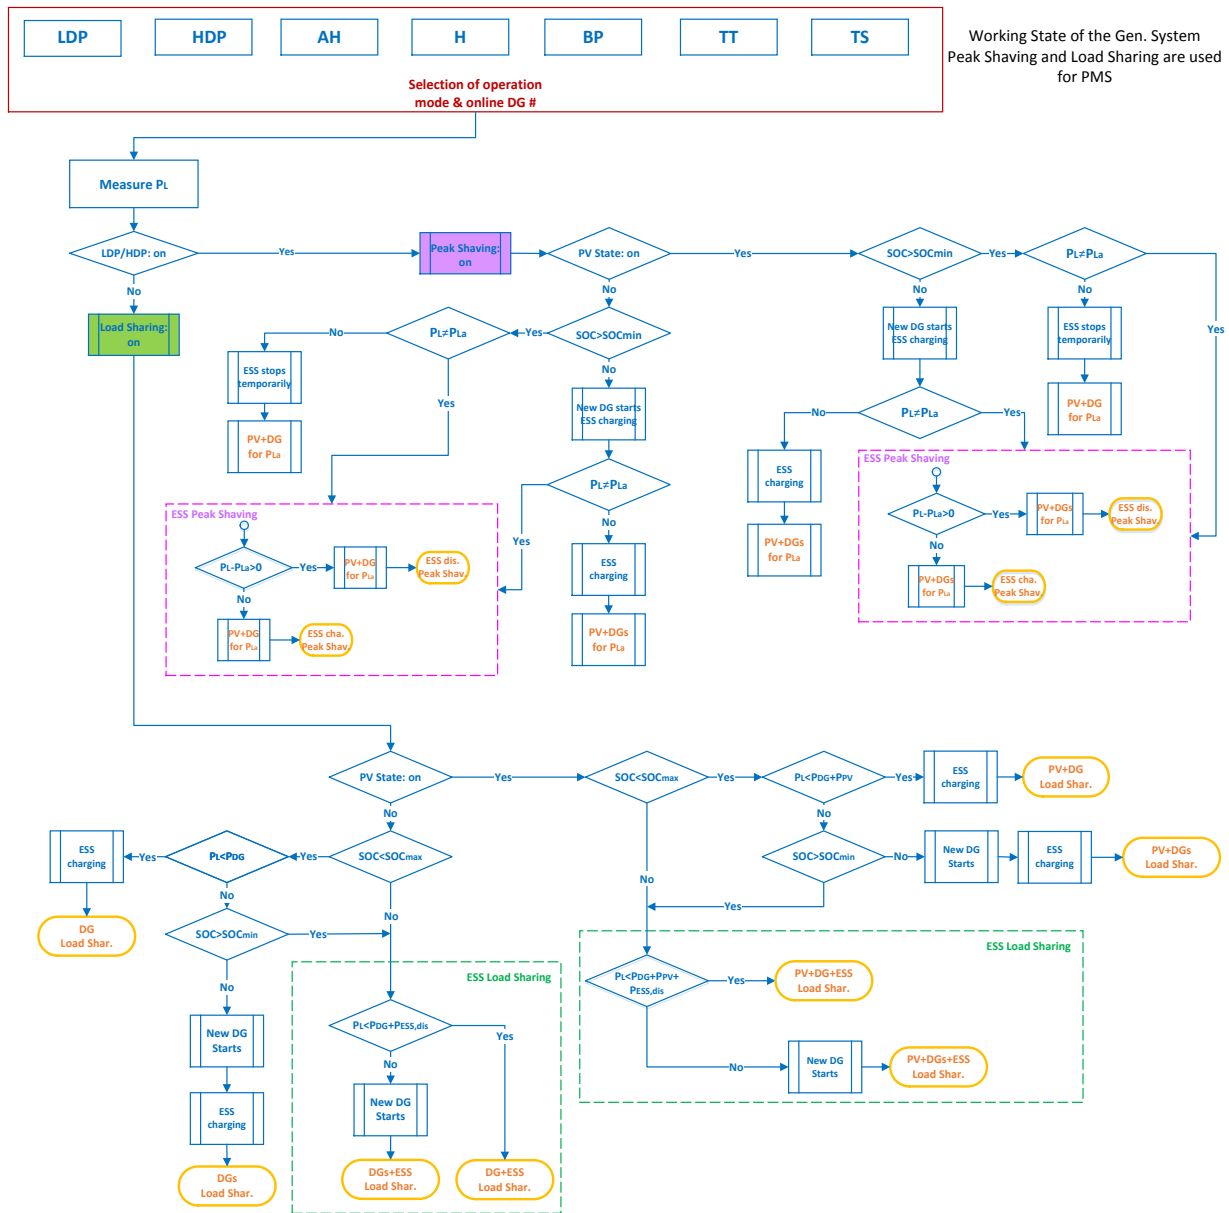 LDP
HDP
AH
H
BP
TT
TS
Selection of operation
mode & online DG #
Working State of the Gen. System
Peak Shaving and Load Sharing are used
for PMS
Measure PL
LDP/HDP: on
Yes
Peak Shaving:
on
PV State: on
Yes
SOC>SOCmin
Yes
PL≠PLa
No
No
No
No
Yes
Load Sharing:
on
PL≠PLa
No
Yes
SOC>SOCmin
New DG starts
ESS charging
ESS stops
temporarily
ESS stops
temporarily
Yes
No
New DG starts
ESS charging
PV+DG
for PLa
PL≠PLa
No
Yes
PV+DG
for PLa
ESS Peak Shaving
ESS
charging
PL≠PLa
Yes
No
PL-PLa>0
Yes
PV+DGs
for PLa
ESS dis.
Peak Shav.
No
PV+DGs
for PLa
ESS cha.
Peak Shav.
PV+DGs
for PLa
ESS Peak Shaving
PL-PLa>0
Yes
PV+DG
for PLa
ESS dis.
Peak Shav.
No
PV+DG
for PLa
ESS cha.
Peak Shav.
ESS
charging
PV+DGs
for PLa
PV State: on
Yes
SOC<SOCmax
Yes
PL<PDG+PPV
Yes
ESS
charging
PV+DG
Load Shar.
No
No
No
ESS
charging
Yes
PL<PDG
Yes
SOC<SOCmax
SOC>SOCmin
No
New DG
Starts
ESS
charging
PV+DGs
Load Shar.
No
No
Yes
DG
Load Shar.
SOC>SOCmin
Yes
No
ESS Load Sharing
ESS Load Sharing
PL<PDG+PPV+
PESS,dis
Yes
PV+DG+ESS
Load Shar.
No
New DG
Starts
PV+DGs+ESS
Load Shar.
New DG
Starts
PL<PDG+PESS,dis
Yes
No
ESS
charging
New DG
Starts
DGs
Load Shar.
DGs+ESS
Load Shar.
DG+ESS
Load Shar.